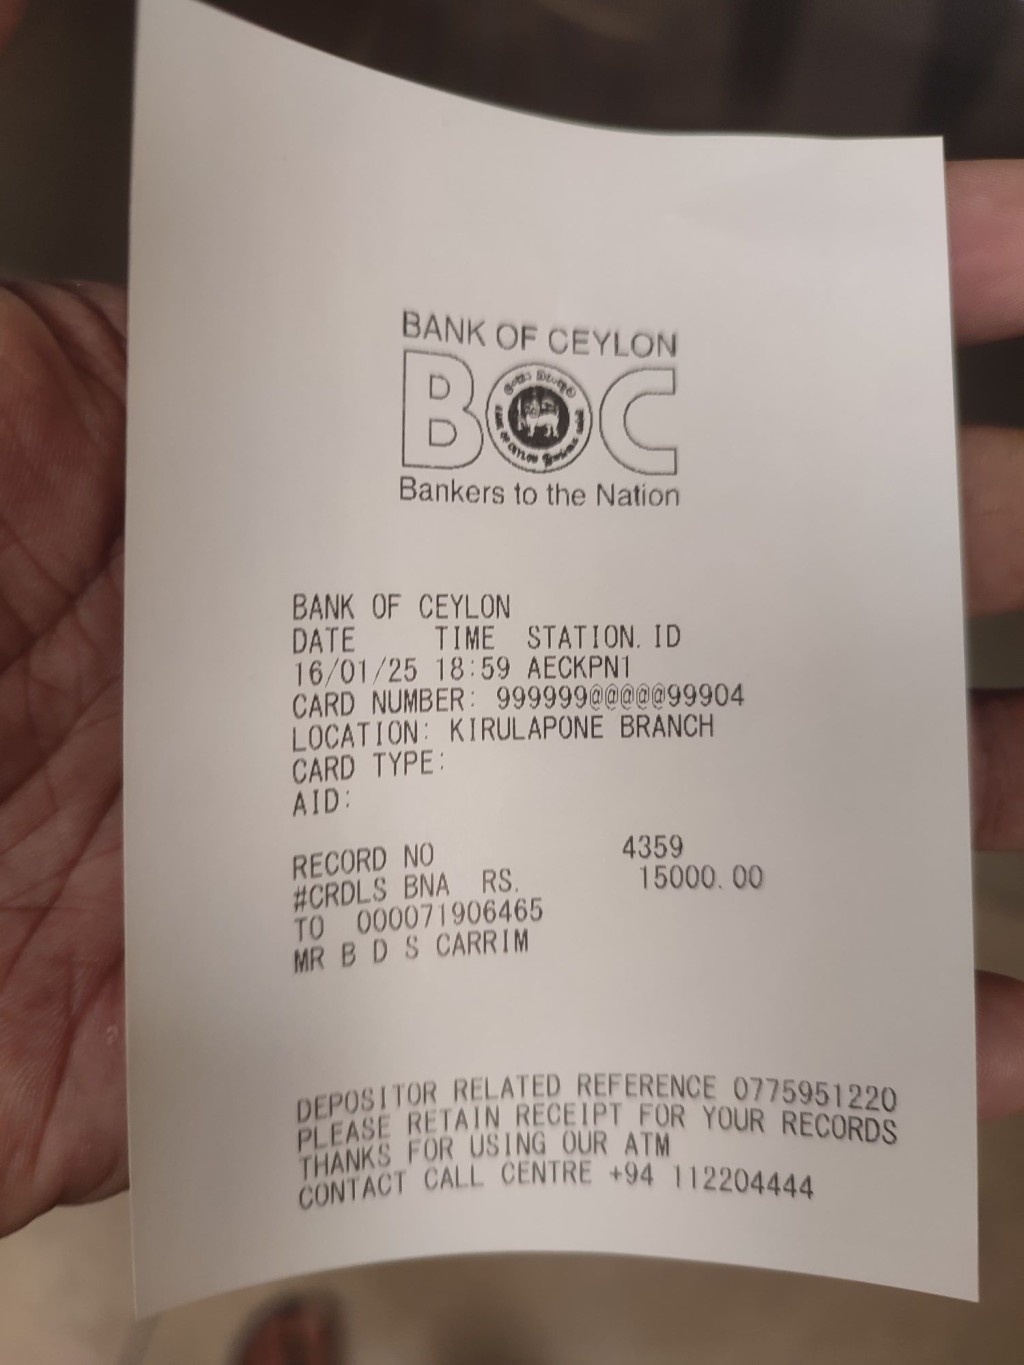 BANK OF CEYLON
BOC
Bankers to the Nation
BANK OF CEYLON
DATE TIME STATION. ID
16/01/25 18:59 AECKPN1
CARD NUMBER: 999999@@@@@99904
LOCATION: KIRULAPONE BRANCH
CARD TYPE:
AID:
RECORD NO 4359
#CRDLS BNA RS. 15000.00
TO 000071906465
MR B D S CARRIM
DEPOSITOR RELATED REFERENCE 0775951220
PLEASE RETAIN RECEIPT FOR YOUR RECORDS
THANKS FOR USING OUR ATM
CONTACT CALL CENTRE +94 112204444